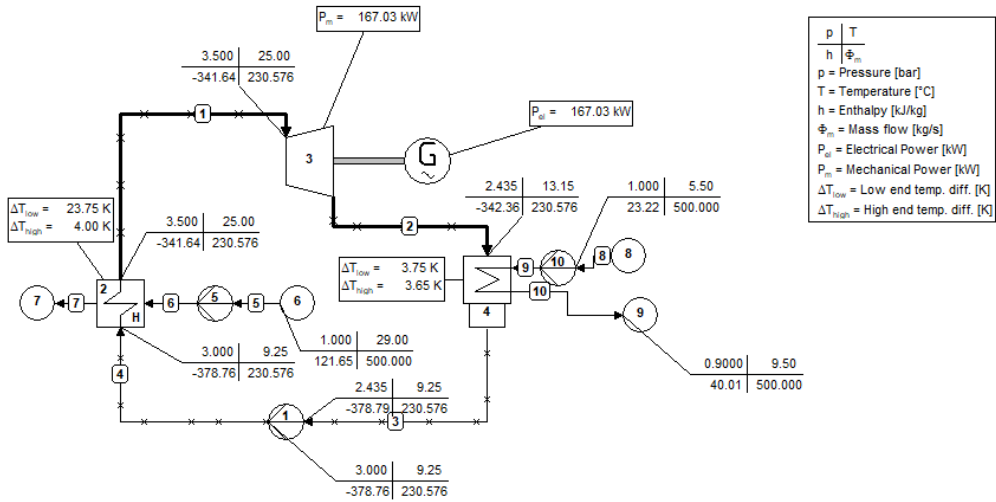 P_m = 167.03 kW
p T
h Φ_m
p = Pressure [bar]
T = Temperature [°C]
h = Enthalpy [kJ/kg]
Φ_m = Mass flow [kg/s]
P_el = Electrical Power [kW]
P_m = Mechanical Power [kW]
ΔT_low = Low end temp. diff. [K]
ΔT_high = High end temp. diff. [K]
3.500 25.00
-341.64 230.576
1
P_el = 167.03 kW
3
G
~
2.435 13.15
-342.36 230.576
1.000 5.50
23.22 500.000
ΔT_low = 23.75 K
ΔT_high = 4.00 K
3.500 25.00
-341.64 230.576
2
ΔT_low = 3.75 K
ΔT_high = 3.65 K
9
10
8
8
10
4
9
7
7
2
H
6
5
5
6
1.000 29.00
121.65 500.000
3.000 9.25
-378.76 230.576
0.9000 9.50
40.01 500.000
4
2.435 9.25
-378.79 230.576
1
3
3.000 9.25
-378.76 230.576